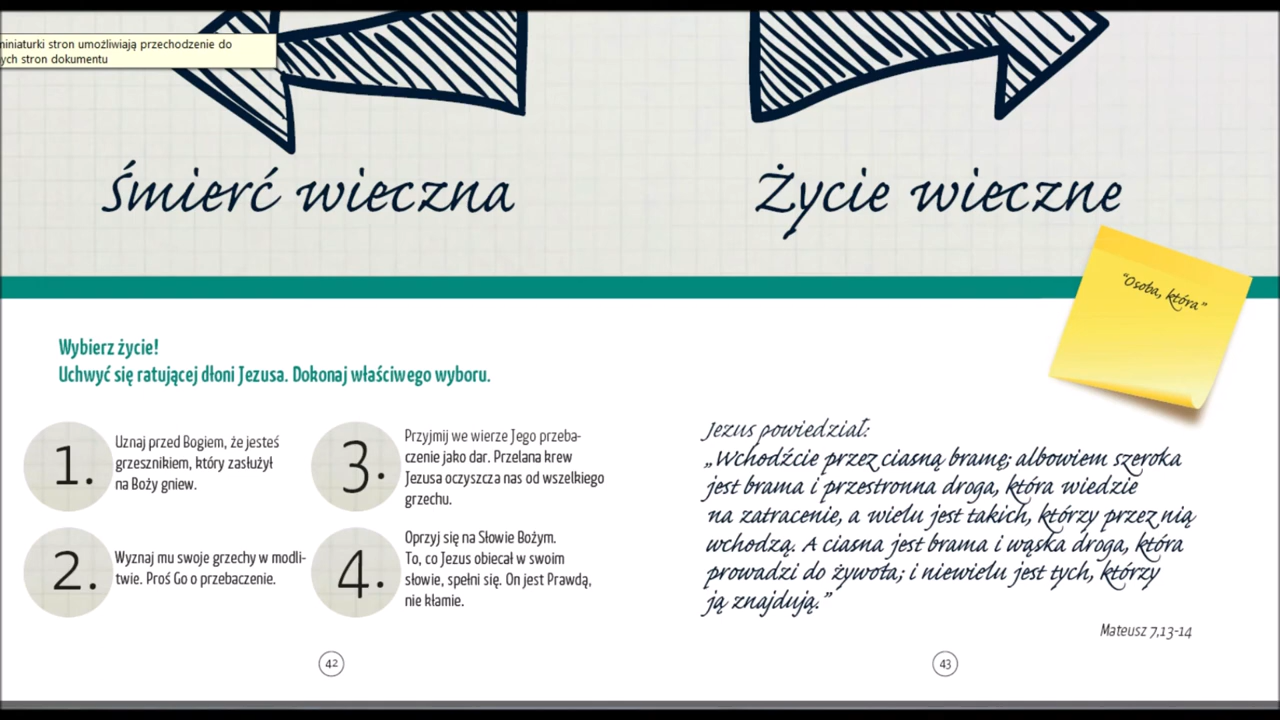 miniaturki stron umożliwiają przechodzenie do
ych stron dokumentu
Śmierć wieczna
Życie wieczne
"Osoba, która"
Wybierz życie!
Uchwyć się ratującej dłoni Jezusa. Dokonaj właściwego wyboru.
1.
Uznaj przed Bogiem, że jesteś
grzesznikiem, który zasłużył
na Boży gniew.
2.
Wyznaj mu swoje grzechy w modli-
twie. Proś Go o przebaczenie.
3.
Przyjmij we wierze Jego przeba-
czenie jako dar. Przelana krew
Jezusa oczyszcza nas od wszelkiego
grzechu.
4.
Oprzyj się na Słowie Bożym.
To, co Jezus obiecał w swoim
słowie, spełni się. On jest Prawdą,
nie kłamie.
42
Jezus powiedział:
„Wchodźcie przez ciasną bramę; albowiem szeroka
jest brama i przestronna droga, która wiedzie
na zatracenie, a wielu jest takich, którzy przez nią
wchodzą. A ciasna jest brama i wąska droga, która
prowadzi do żywota; i niewielu jest tych, którzy
ją znajdują.”
Mateusz 7,13-14
43